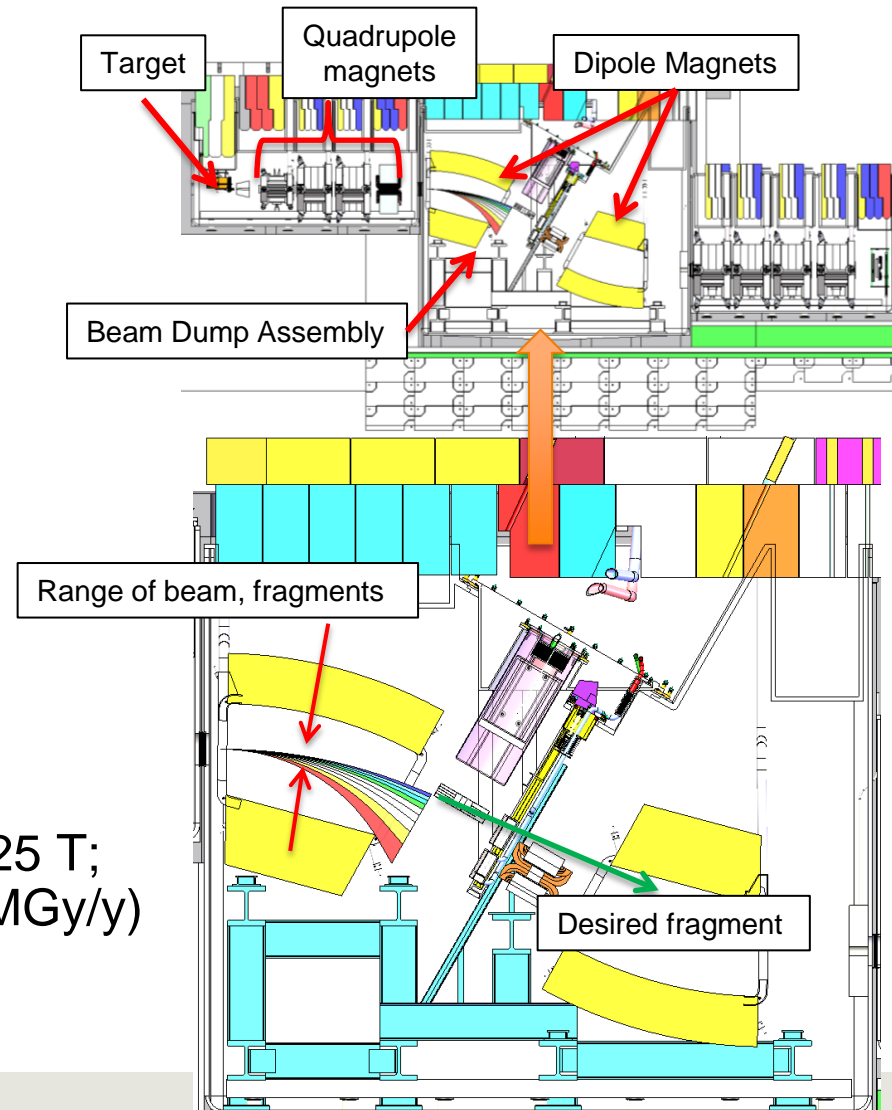 Target
Quadrupole
magnets
Dipole Magnets
Beam Dump Assembly
Range of beam, fragments
25 T;
MGy/y)
Desired fragment